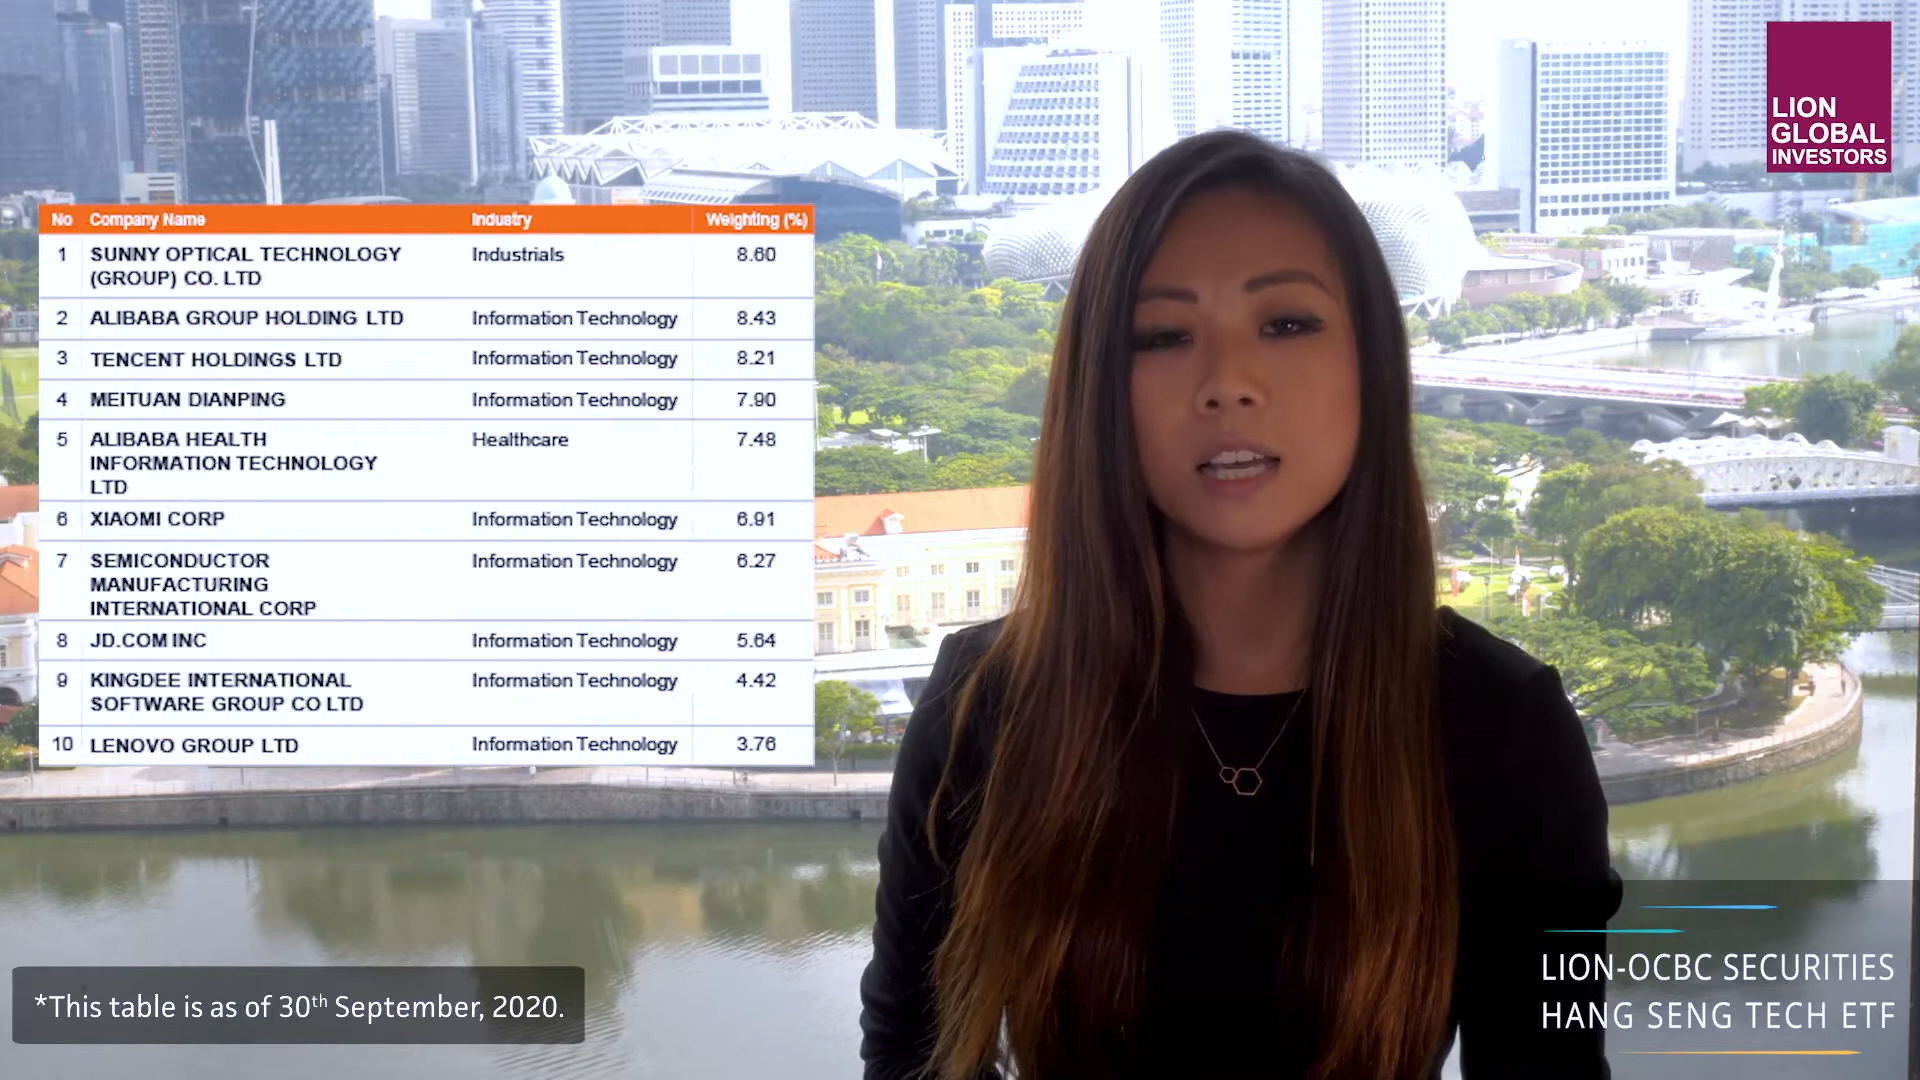 LION
GLOBAL
INVESTORS
No Company Name Industry Weighting (%)
1 SUNNY OPTICAL TECHNOLOGY Industrials 8.60
(GROUP) CO. LTD
2 ALIBABA GROUP HOLDING LTD Information Technology 8.43
3 TENCENT HOLDINGS LTD Information Technology 8.21
4 MEITUAN DIANPING Information Technology 7.90
5 ALIBABA HEALTH Healthcare 7.48
INFORMATION TECHNOLOGY
LTD
6 XIAOMI CORP Information Technology 6.91
7 SEMICONDUCTOR Information Technology 6.27
MANUFACTURING
INTERNATIONAL CORP
8 JD.COM INC Information Technology 5.64
9 KINGDEE INTERNATIONAL Information Technology 4.42
SOFTWARE GROUP CO LTD
10 LENOVO GROUP LTD Information Technology 3.76
*This table is as of 30th September, 2020.
LION-OCBC SECURITIES
HANG SENG TECH ETF